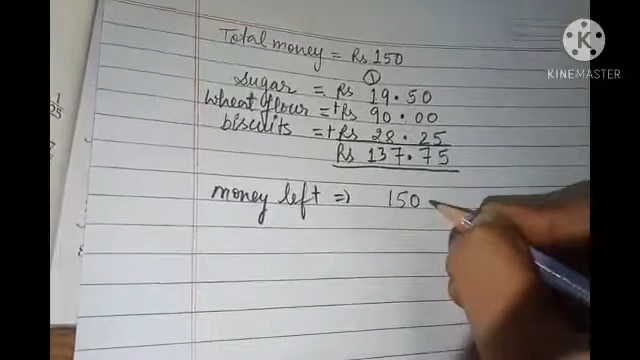 Total money = Rs 150
1
sugar = Rs 19.50
wheat flour = + Rs 90.00
biscuits = + Rs 28.25
Rs 137.75
money left => 150
KINEMASTER